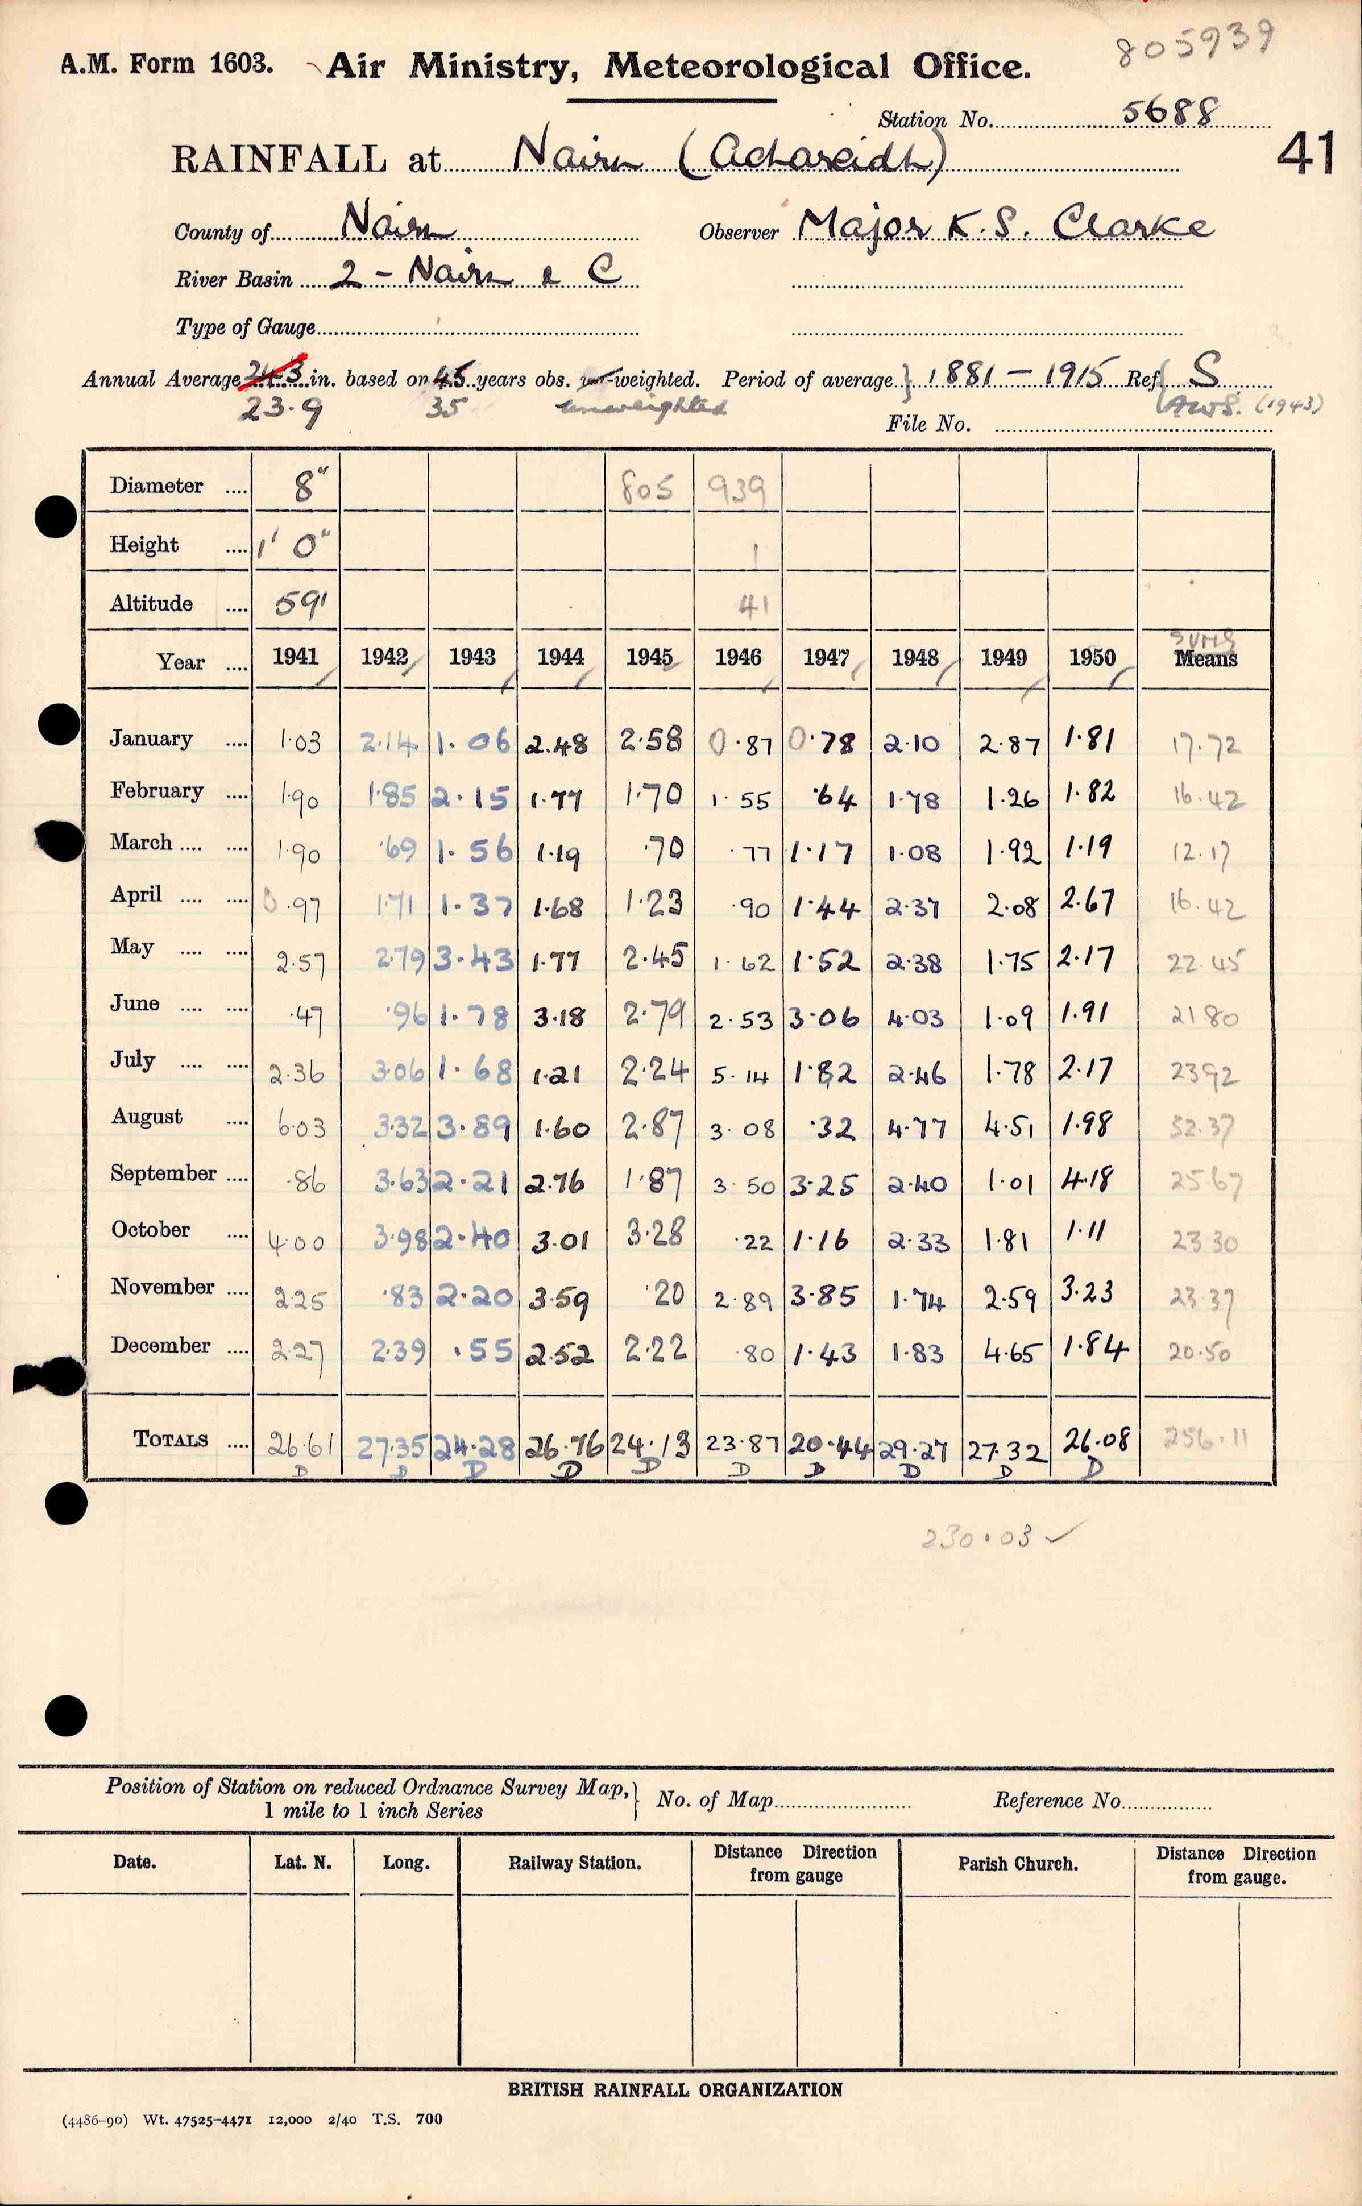 805939
A.M. Form 1603. Air Ministry, Meteorological Office.
Station No. 5688
RAINFALL at Nairn (Achareidh) 41
County of Nairn Observer Major K.S. Clarke
River Basin 2 - Nairn & C
Type of Gauge
Annual Average 24.3 in. based on 45 years obs. weighted. Period of average } 1881 - 1915 Ref { S
23.9 35 unweighted AWS. (1943)
File No.
Diameter .... 8" 805 939
Height .... 1' 0" 1
Altitude .... 59' 41
SUMS
Year .... 1941 1942 1943 1944 1945 1946 1947 1948 1949 1950 Means
January .... 1.03 2.14 1.06 2.48 2.58 0.87 0.78 2.10 2.87 1.81 17.72
February .... 1.90 1.85 2.15 1.77 1.70 1.55 .64 1.78 1.26 1.82 16.42
March .... .... 1.90 .69 1.56 1.19 .70 .77 1.17 1.08 1.92 1.19 12.17
April .... .... 0.97 1.71 1.37 1.68 1.23 .90 1.44 2.37 2.08 2.67 16.42
May .... .... 2.57 2.79 3.43 1.77 2.45 1.62 1.52 2.38 1.75 2.17 22.45
June .... .... .47 .96 1.78 3.18 2.79 2.53 3.06 4.03 1.09 1.91 21 80
July .... .... 2.36 3.06 1.68 1.21 2.24 5.14 1.82 2.46 1.78 2.17 23 92
August .... 6.03 3.32 3.89 1.60 2.87 3.08 .32 4.77 4.51 1.98 32.37
September .... .86 3.63 2.21 2.76 1.87 3.50 3.25 2.40 1.01 4.18 25.67
October .... 4.00 3.98 2.40 3.01 3.28 .22 1.16 2.33 1.81 1.11 23 30
November .... 2.25 .83 2.20 3.59 .20 2.89 3.85 1.74 2.59 3.23 23.37
December .... 2.27 2.39 .55 2.52 2.22 .80 1.43 1.83 4.65 1.84 20.50
TOTALS .... 26.61 27.35 24.28 26.76 24.13 23.87 20.44 29.27 27.32 26.08 256.11
D D D D D D D D D D
230.03 ✓
Position of Station on reduced Ordnance Survey Map, } No. of Map Reference No.
1 mile to 1 inch Series
Date. Lat. N. Long. Railway Station. Distance Direction from gauge Parish Church. Distance Direction from gauge.
BRITISH RAINFALL ORGANIZATION
(4486-90) Wt. 47525-4471 12,000 2/40 T.S. 700